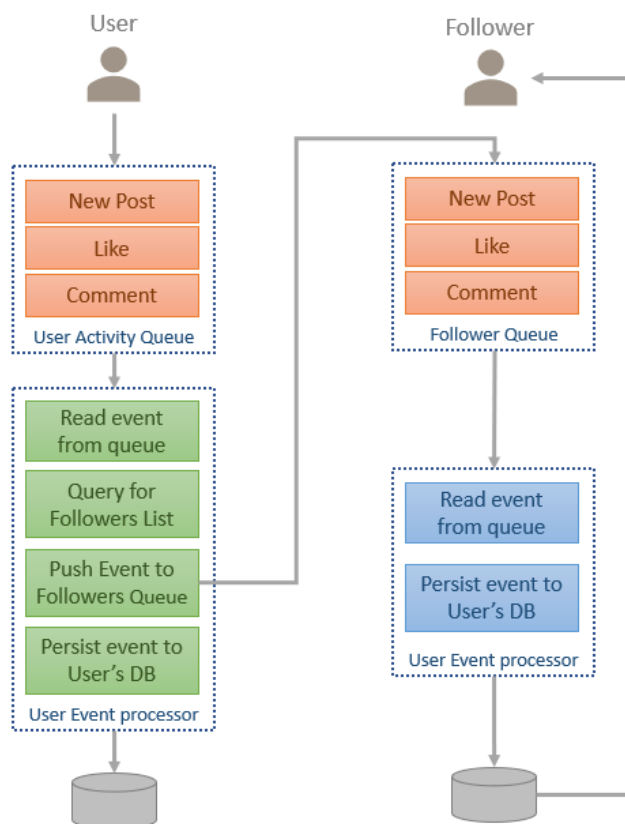 User
New Post
Like
Comment
User Activity Queue
Read event
from queue
Query for
Followers List
Push Event to
Followers Queue
Persist event to
User's DB
User Event processor
Follower
New Post
Like
Comment
Follower Queue
Read event
from queue
Persist event to
User's DB
User Event processor